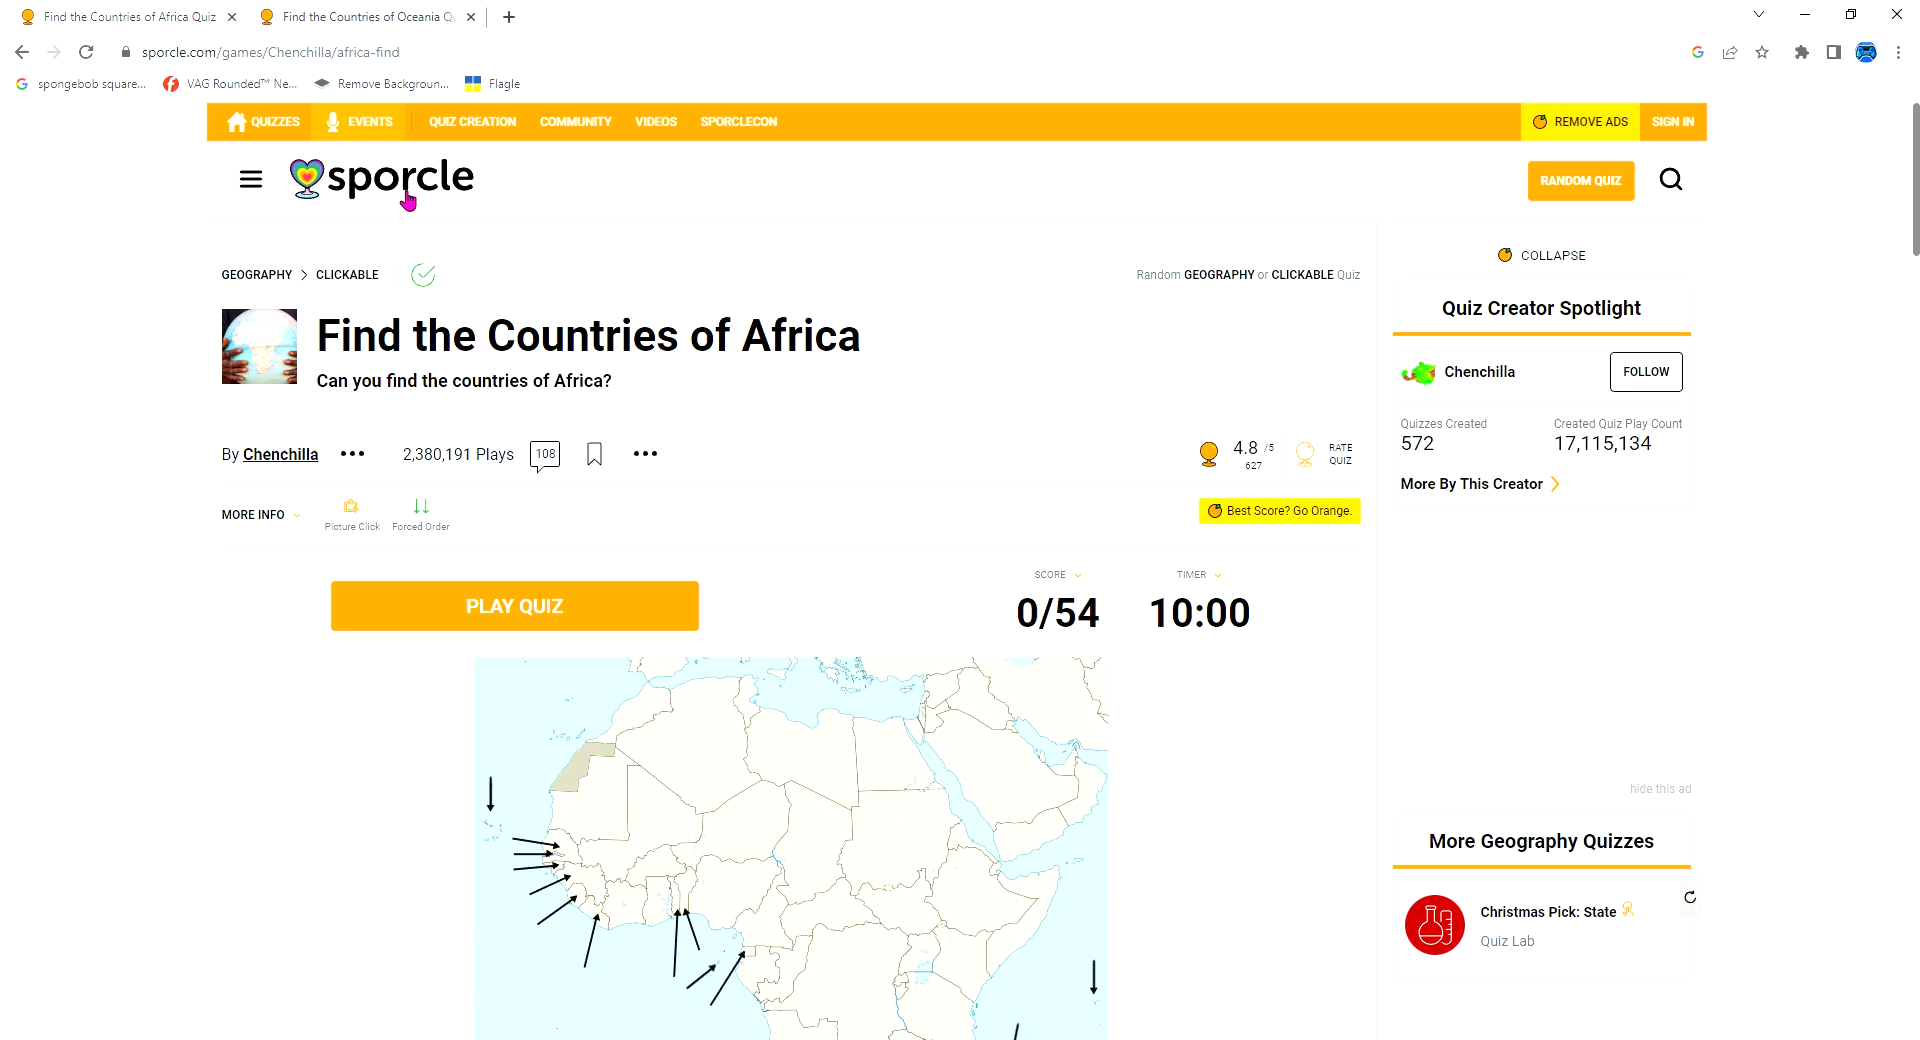 Find the Countries of Africa Quiz
Find the Countries of Oceania Q
sporcle.com/games/Chenchilla/africa-find
spongebob square... VAG Rounded™ Ne... Remove Backgroun... Flagle
QUIZZES EVENTS QUIZ CREATION COMMUNITY VIDEOS SPORCLECON REMOVE ADS SIGN IN
sporcle RANDOM QUIZ
GEOGRAPHY > CLICKABLE
Random GEOGRAPHY or CLICKABLE Quiz
Find the Countries of Africa
Can you find the countries of Africa?
By Chenchilla ••• 2,380,191 Plays 108 •••
4.8 /5
627
RATE
QUIZ
MORE INFO
Picture Click
Forced Order
Best Score? Go Orange.
PLAY QUIZ
SCORE
0/54
TIMER
10:00
COLLAPSE
Quiz Creator Spotlight
Chenchilla
FOLLOW
Quizzes Created
572
Created Quiz Play Count
17,115,134
More By This Creator
hide this ad
More Geography Quizzes
Christmas Pick: State
Quiz Lab